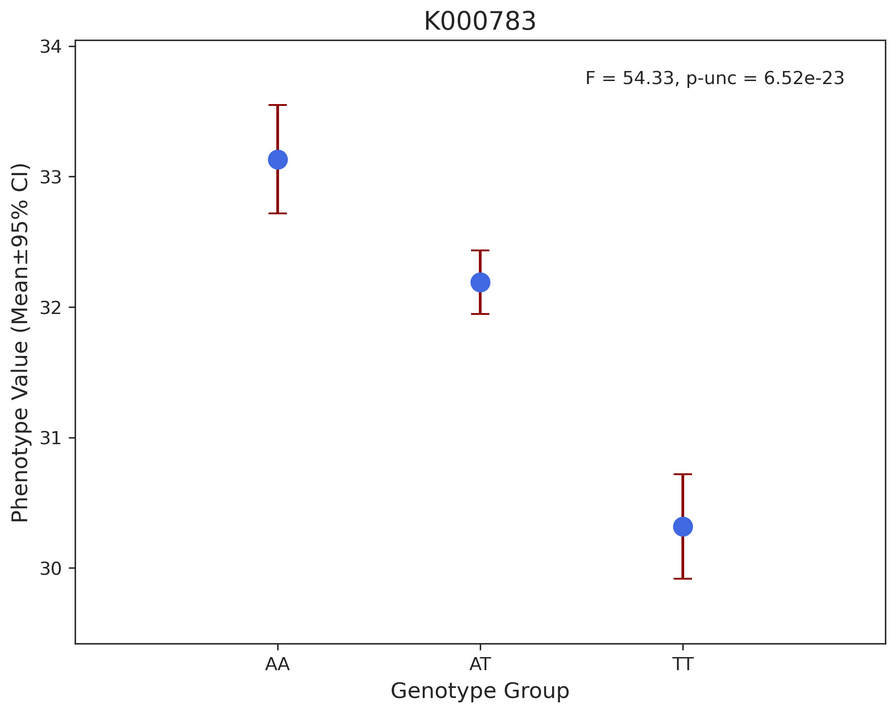 K000783
F = 54.33, p-unc = 6.52e-23
Phenotype Value (Mean±95% CI)
34
33
32
31
30
AA AT TT
Genotype Group